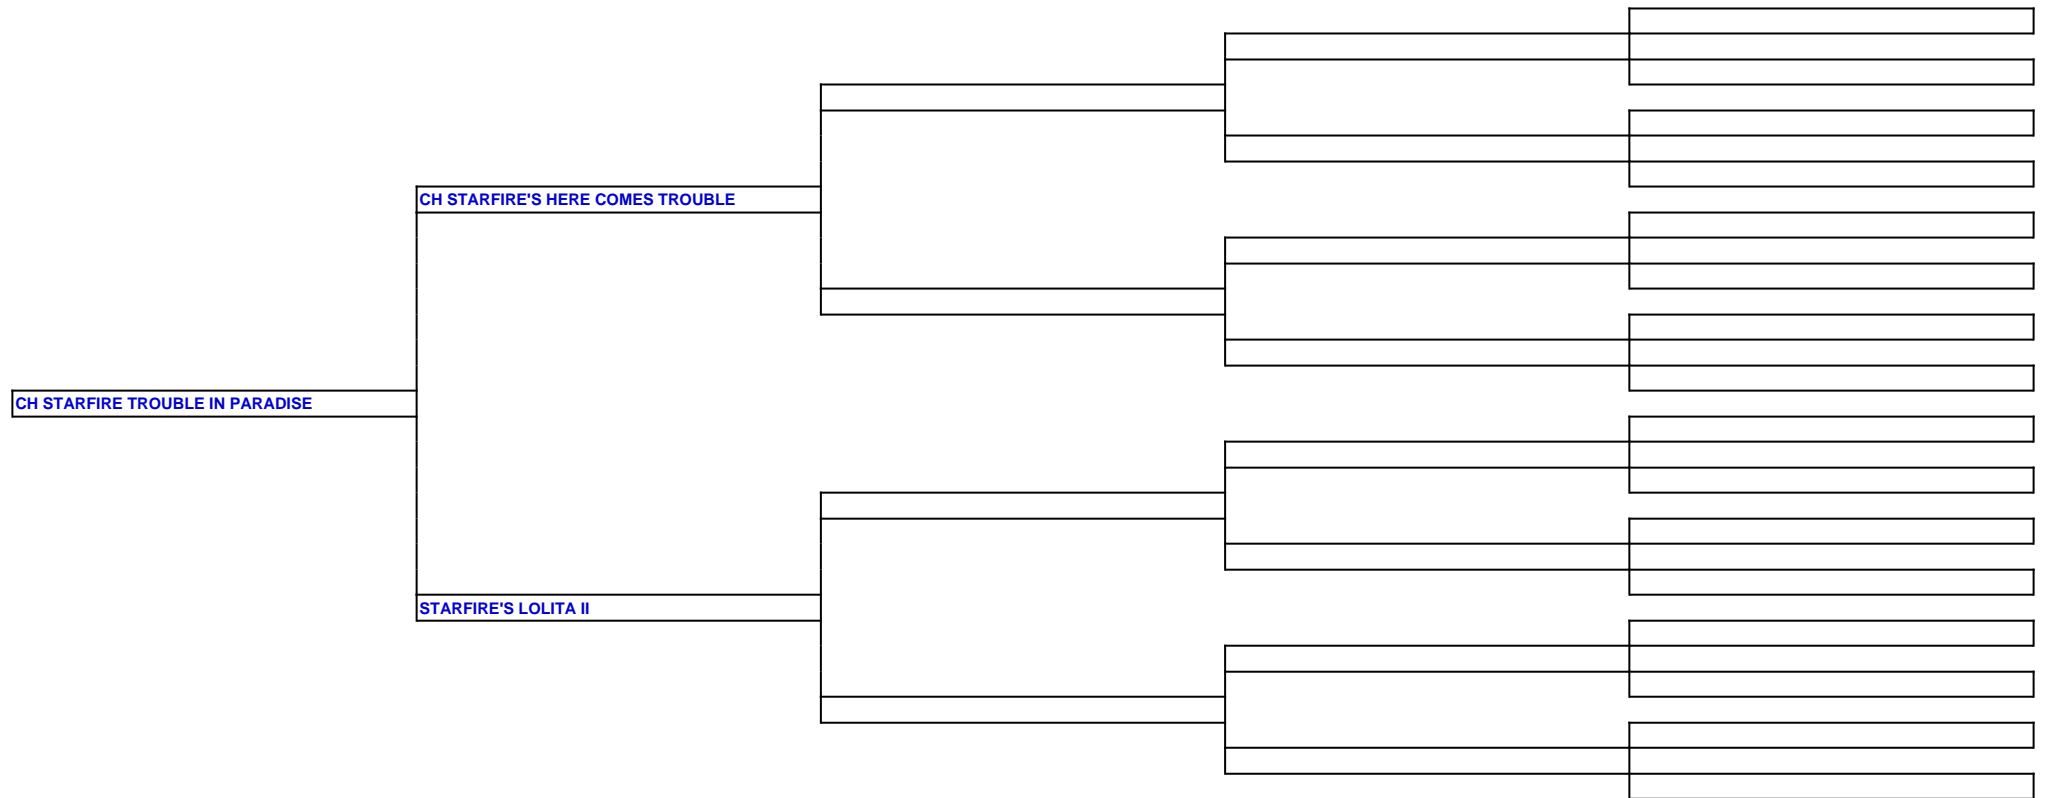 CH STARFIRE'S HERE COMES TROUBLE
CH STARFIRE TROUBLE IN PARADISE
STARFIRE'S LOLITA II